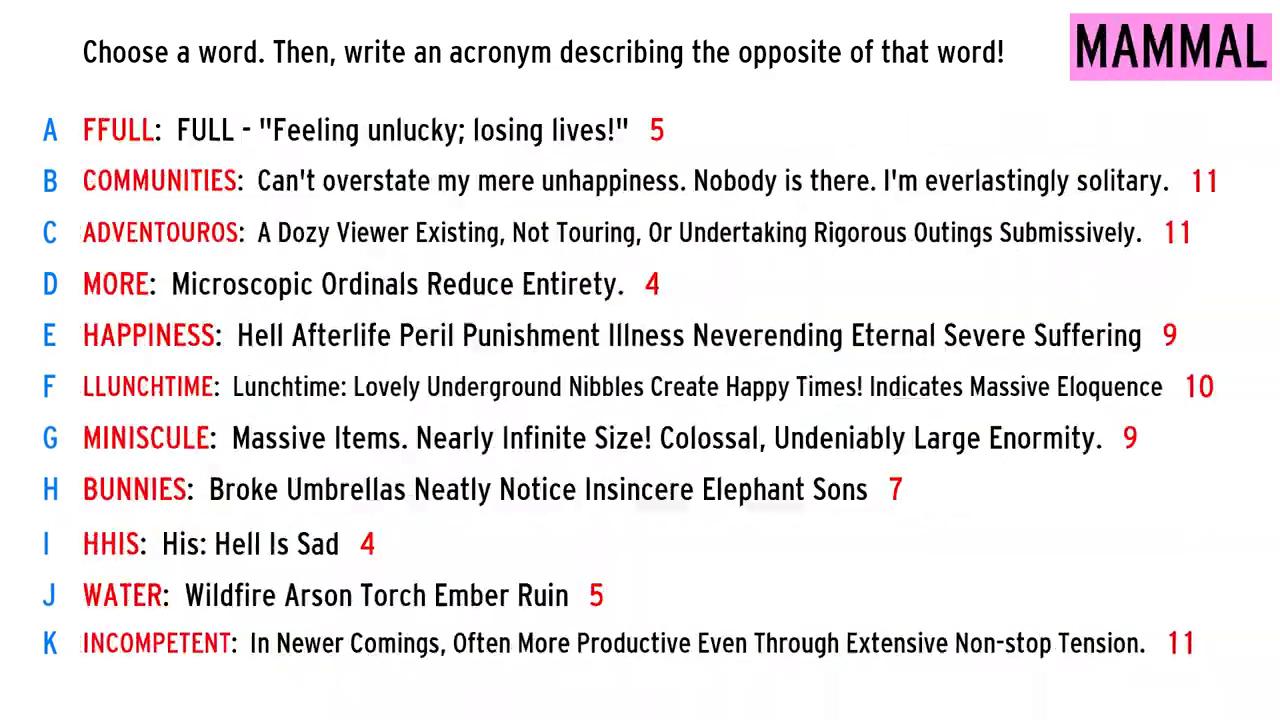 Choose a word. Then, write an acronym describing the opposite of that word!
MAMMAL
A FFULL: FULL - "Feeling unlucky; losing lives!" 5
B COMMUNITIES: Can't overstate my mere unhappiness. Nobody is there. I'm everlastingly solitary. 11
C ADVENTOUROS: A Dozy Viewer Existing, Not Touring, Or Undertaking Rigorous Outings Submissively. 11
D MORE: Microscopic Ordinals Reduce Entirety. 4
E HAPPINESS: Hell Afterlife Peril Punishment Illness Neverending Eternal Severe Suffering 9
F LLUNCHTIME: Lunchtime: Lovely Underground Nibbles Create Happy Times! Indicates Massive Eloquence 10
G MINISCULE: Massive Items. Nearly Infinite Size! Colossal, Undeniably Large Enormity. 9
H BUNNIES: Broke Umbrellas Neatly Notice Insincere Elephant Sons 7
I HHIS: His: Hell Is Sad 4
J WATER: Wildfire Arson Torch Ember Ruin 5
K INCOMPETENT: In Newer Comings, Often More Productive Even Through Extensive Non-stop Tension. 11